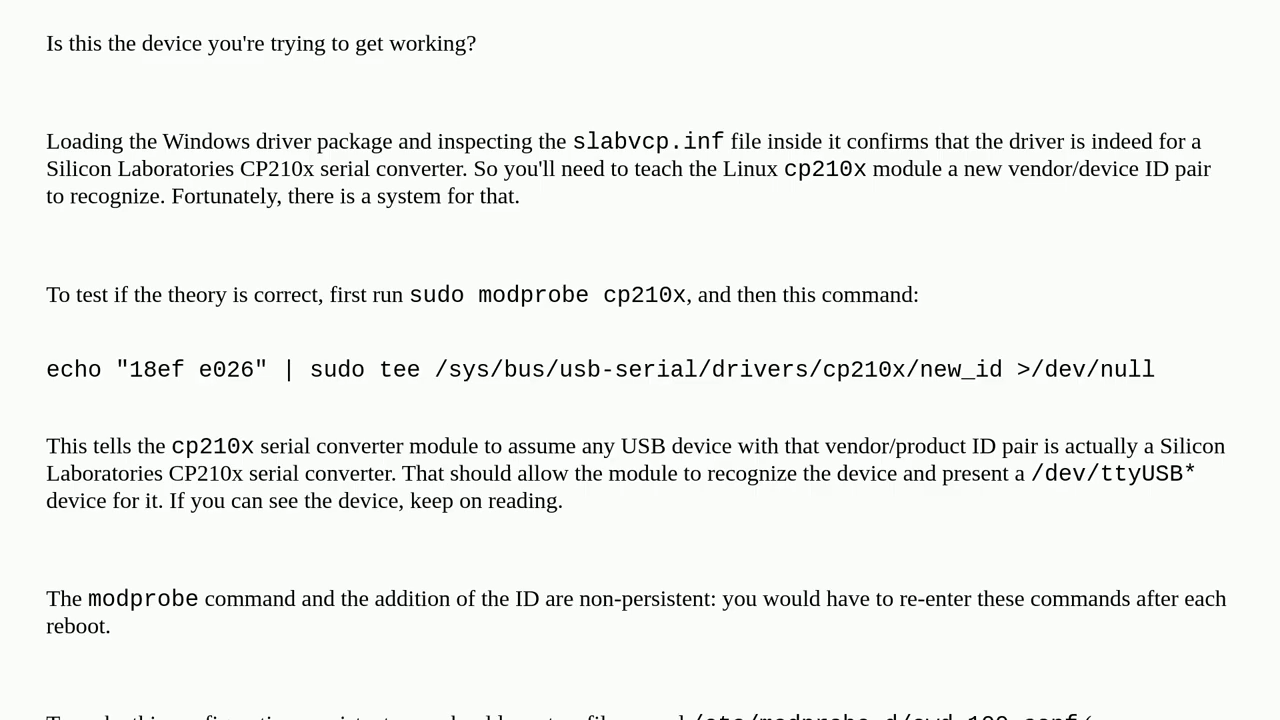 Is this the device you're trying to get working?
Loading the Windows driver package and inspecting the slabvcp.inf file inside it confirms that the driver is indeed for a
Silicon Laboratories CP210x serial converter. So you'll need to teach the Linux cp210x module a new vendor/device ID pair
to recognize. Fortunately, there is a system for that.
To test if the theory is correct, first run sudo modprobe cp210x, and then this command:
echo "18ef e026" | sudo tee /sys/bus/usb-serial/drivers/cp210x/new_id >/dev/null
This tells the cp210x serial converter module to assume any USB device with that vendor/product ID pair is actually a Silicon
Laboratories CP210x serial converter. That should allow the module to recognize the device and present a /dev/ttyUSB*
device for it. If you can see the device, keep on reading.
The modprobe command and the addition of the ID are non-persistent: you would have to re-enter these commands after each
reboot.